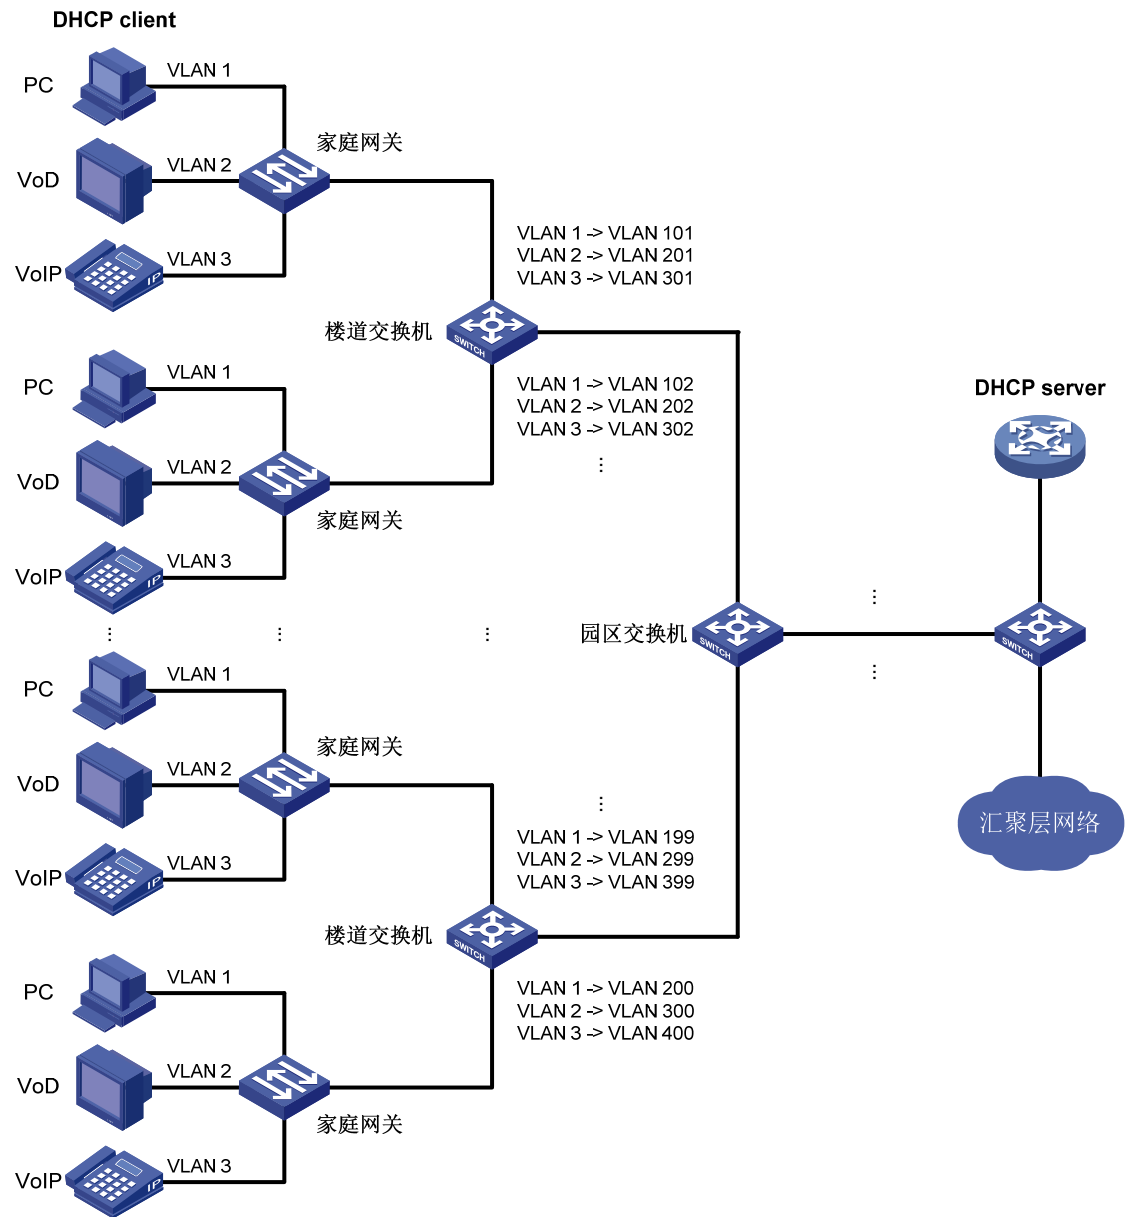 DHCP client
PC
VLAN 1
家庭网关
VoD
VLAN 2
VoIP
VLAN 3
IP
VLAN 1 -> VLAN 101
VLAN 2 -> VLAN 201
VLAN 3 -> VLAN 301
楼道交换机
SWITCH
PC
VLAN 1
VLAN 1 -> VLAN 102
VLAN 2 -> VLAN 202
VLAN 3 -> VLAN 302
...
DHCP server
VoD
VLAN 2
家庭网关
VoIP
VLAN 3
IP
...
...
...
园区交换机
SWITCH
...
...
SWITCH
PC
VLAN 1
家庭网关
VoD
VLAN 2
VoIP
VLAN 3
IP
...
VLAN 1 -> VLAN 199
VLAN 2 -> VLAN 299
VLAN 3 -> VLAN 399
汇聚层网络
楼道交换机
SWITCH
PC
VLAN 1
VLAN 1 -> VLAN 200
VLAN 2 -> VLAN 300
VLAN 3 -> VLAN 400
VoD
VLAN 2
家庭网关
VoIP
VLAN 3
IP